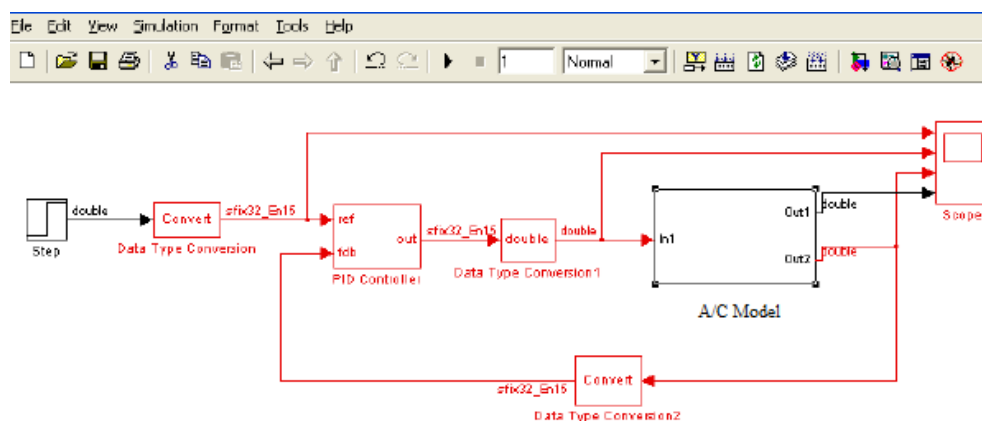 File Edit View Simulation Format Tools Help
1 Normal
double
Convert
sfix32_En15
Step
Data Type Conversion
ref
fdb
out
PID Controller
sfix32_En15
double
double
Data Type Conversion1
In1
Out1
Out2
double
double
Scope
A/C Model
Convert
sfix32_En15
Data Type Conversion2